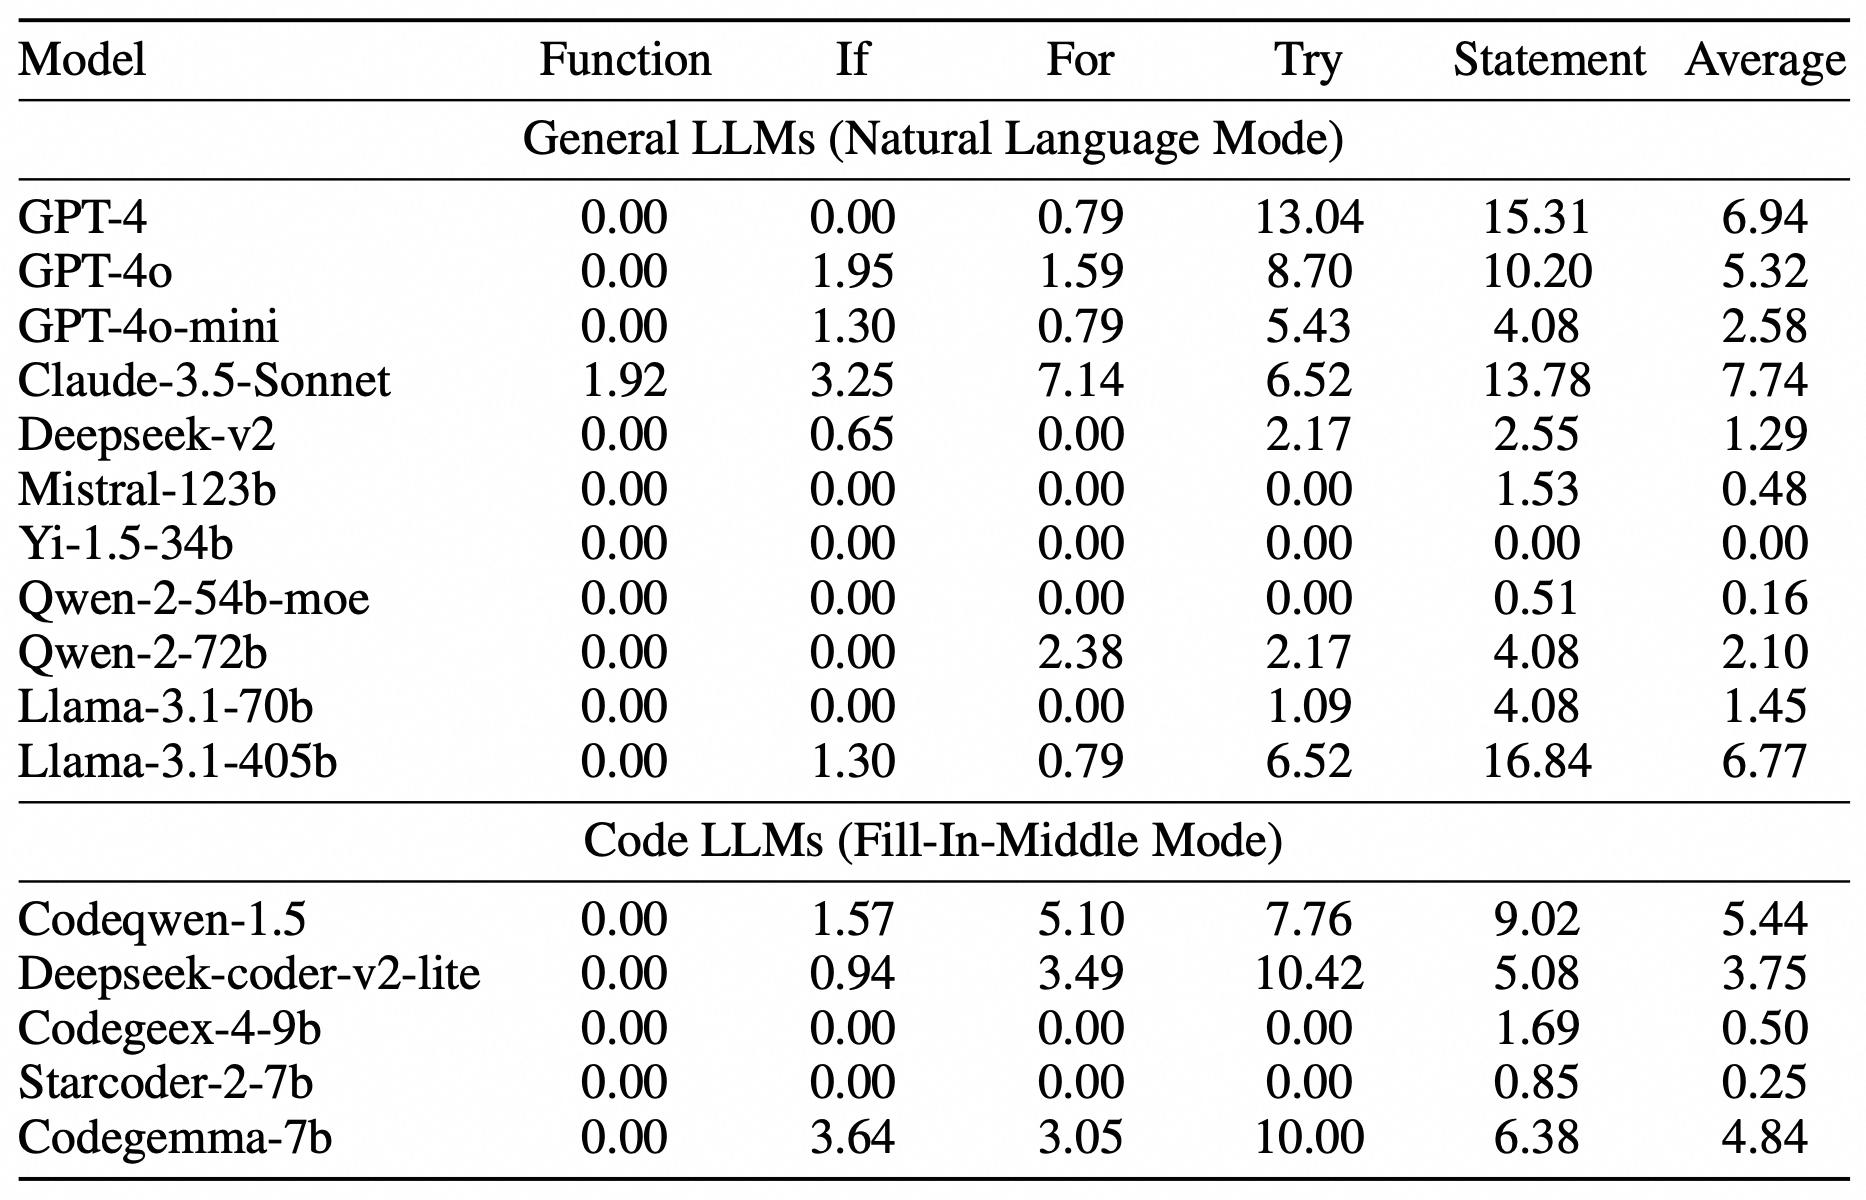 Model Function If For Try Statement Average
General LLMs (Natural Language Mode)
GPT-4 0.00 0.00 0.79 13.04 15.31 6.94
GPT-4o 0.00 1.95 1.59 8.70 10.20 5.32
GPT-4o-mini 0.00 1.30 0.79 5.43 4.08 2.58
Claude-3.5-Sonnet 1.92 3.25 7.14 6.52 13.78 7.74
Deepseek-v2 0.00 0.65 0.00 2.17 2.55 1.29
Mistral-123b 0.00 0.00 0.00 0.00 1.53 0.48
Yi-1.5-34b 0.00 0.00 0.00 0.00 0.00 0.00
Qwen-2-54b-moe 0.00 0.00 0.00 0.00 0.51 0.16
Qwen-2-72b 0.00 0.00 2.38 2.17 4.08 2.10
Llama-3.1-70b 0.00 0.00 0.00 1.09 4.08 1.45
Llama-3.1-405b 0.00 1.30 0.79 6.52 16.84 6.77
Code LLMs (Fill-In-Middle Mode)
Codeqwen-1.5 0.00 1.57 5.10 7.76 9.02 5.44
Deepseek-coder-v2-lite 0.00 0.94 3.49 10.42 5.08 3.75
Codegeex-4-9b 0.00 0.00 0.00 0.00 1.69 0.50
Starcoder-2-7b 0.00 0.00 0.00 0.00 0.85 0.25
Codegemma-7b 0.00 3.64 3.05 10.00 6.38 4.84